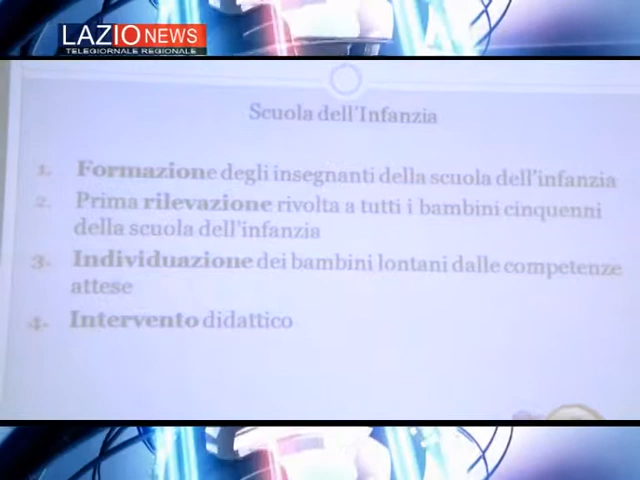 LAZIO NEWS
TELEGIORNALE REGIONALE
Scuola dell'Infanzia
1. Formazione degli insegnanti della scuola dell'infanzia
2. Prima rilevazione rivolta a tutti i bambini cinquenni
della scuola dell'infanzia
3. Individuazione dei bambini lontani dalle competenze
attese
4. Intervento didattico